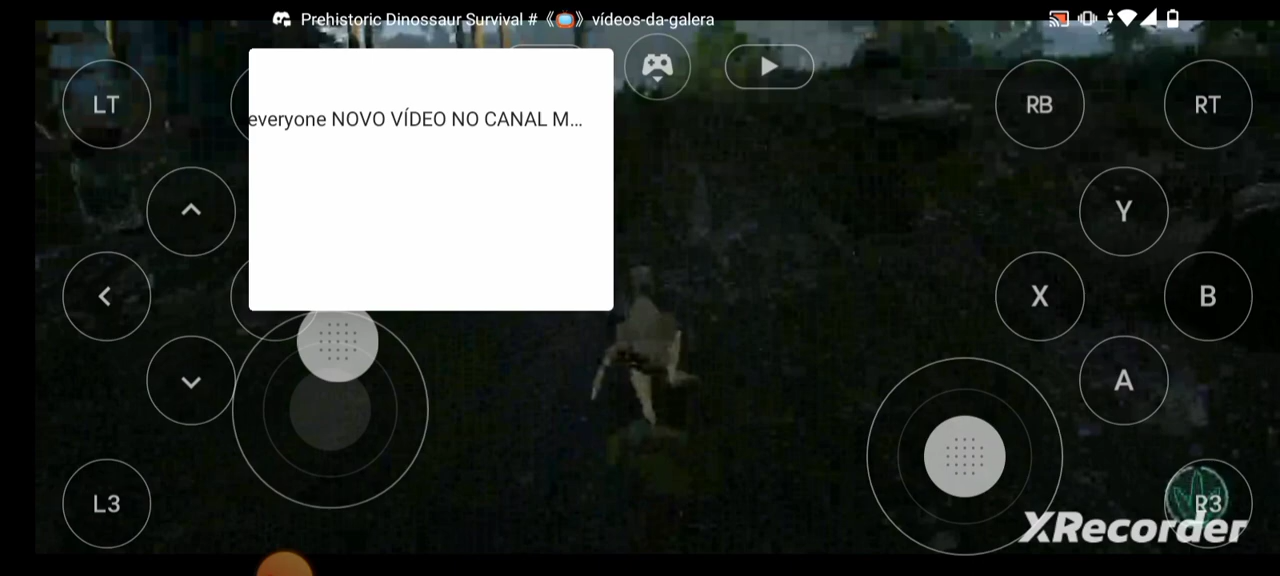 Prehistoric Dinossaur Survival #《📺》vídeos-da-galera
everyone NOVO VÍDEO NO CANAL M...
LT
RB
RT
Y
X
B
A
L3
R3
XRecorder